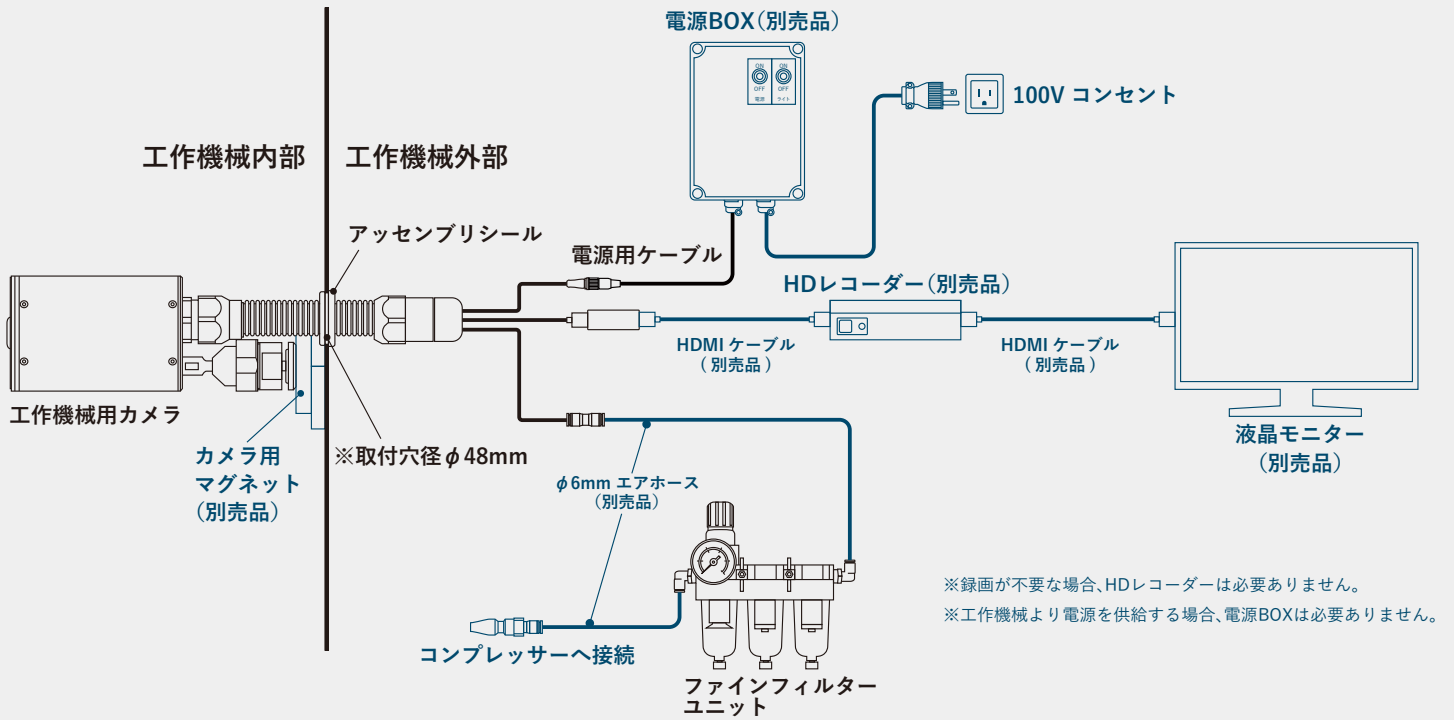 電源BOX(別売品)
ON
ON
OFF
OFF
電源
ライト
100V コンセント
工作機械内部
工作機械外部
アッセンブリシール
電源用ケーブル
HDレコーダー(別売品)
HDMI ケーブル
(別売品)
HDMI ケーブル
(別売品)
工作機械用カメラ
液晶モニター
(別売品)
カメラ用
マグネット
(別売品)
※取付穴径φ48mm
φ6mm エアホース
(別売品)
※録画が不要な場合、HDレコーダーは必要ありません。
※工作機械より電源を供給する場合、電源BOXは必要ありません。
コンプレッサーへ接続
ファインフィルター
ユニット